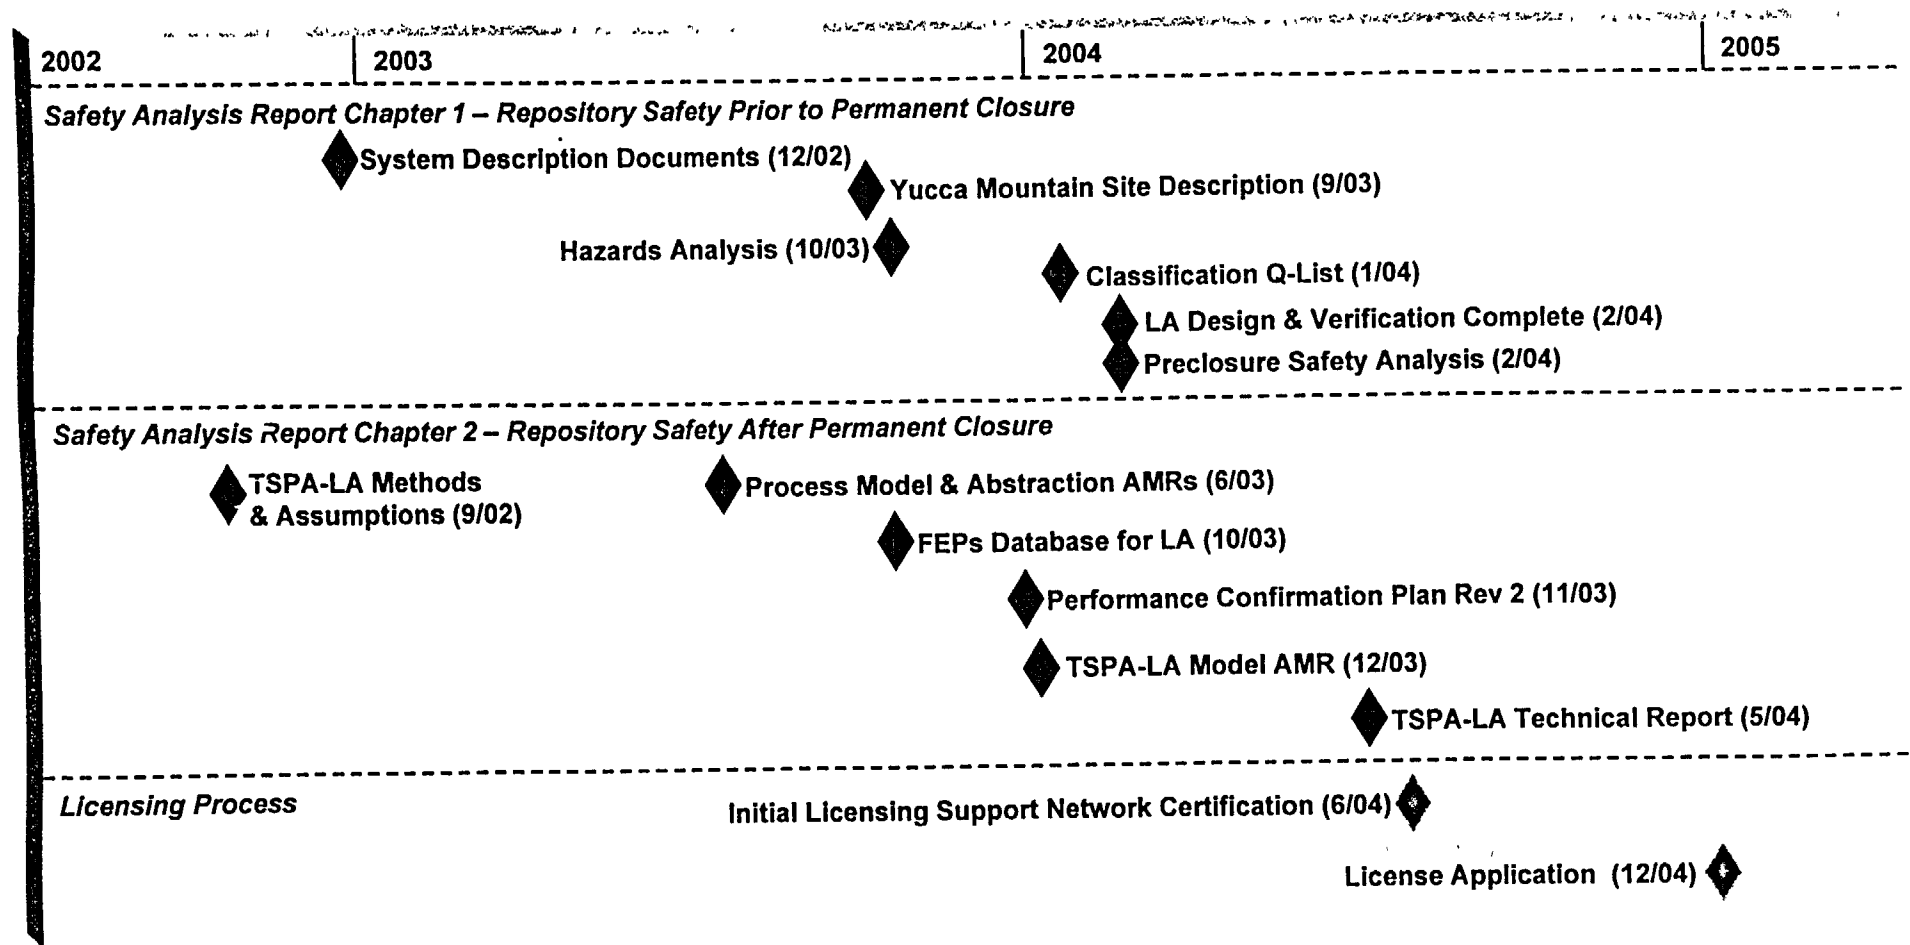 2002 2003 2004 2005
Safety Analysis Report Chapter 1 – Repository Safety Prior to Permanent Closure
System Description Documents (12/02)
Yucca Mountain Site Description (9/03)
Hazards Analysis (10/03)
Classification Q-List (1/04)
LA Design & Verification Complete (2/04)
Preclosure Safety Analysis (2/04)
Safety Analysis Report Chapter 2 – Repository Safety After Permanent Closure
TSPA-LA Methods
& Assumptions (9/02)
Process Model & Abstraction AMRs (6/03)
FEPs Database for LA (10/03)
Performance Confirmation Plan Rev 2 (11/03)
TSPA-LA Model AMR (12/03)
TSPA-LA Technical Report (5/04)
Licensing Process
Initial Licensing Support Network Certification (6/04)
License Application (12/04)